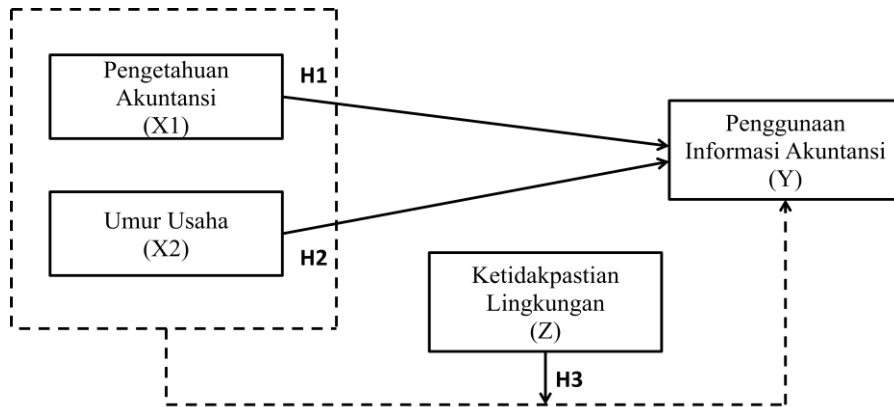 Pengetahuan
Akuntansi
(X1)
H1
Penggunaan
Informasi Akuntansi
(Y)
Umur Usaha
(X2)
H2
Ketidakpastian
Lingkungan
(Z)
H3